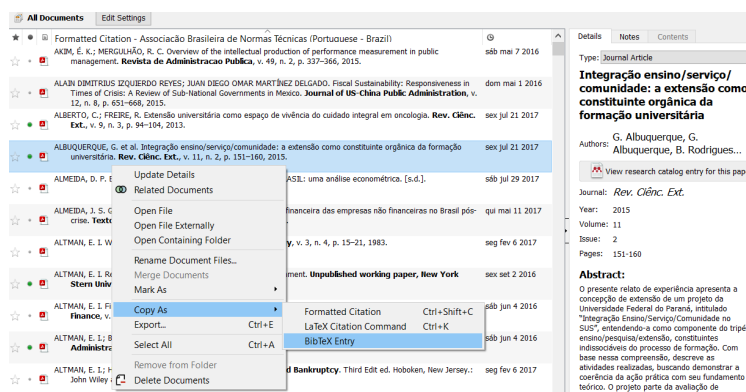 All Documents
Edit Settings
Formatted Citation - Associação Brasileira de Normas Técnicas (Portuguese - Brazil)
AKIM, É. K.; MERGULHÃO, R. C. Overview of the intellectual production of performance measurement in public
management. Revista de Administracao Publica, v. 49, n. 2, p. 337–366, 2015.
sáb mai 7 2016
ALAIN DIMITRIUS IZQUIERDO REYES; JUAN DIEGO OMAR MARTÍNEZ DELGADO. Fiscal Sustainability: Responsiveness in
Times of Crisis: A Review of Sub-National Governments in Mexico. Journal of US-China Public Administration, v.
12, n. 8, p. 651–668, 2015.
dom mai 1 2016
ALBERTO, C.; FREIRE, R. Extensão universitária como espaço de vivência do cuidado integral em oncologia. Rev. Ciênc.
Ext., v. 9, n. 3, p. 94–104, 2013.
sex jul 21 2017
ALBUQUERQUE, G. et al. Integração ensino/serviço/comunidade: a extensão como constituinte orgânica da formação
universitária. Rev. Ciênc. Ext., v. 11, n. 2, p. 151–160, 2015.
sex jul 21 2017
ALMEIDA, D. P. E
ASIL: uma análise econométrica. [s.d.].
sáb jul 29 2017
ALMEIDA, J. S. G
financeira das empresas não financeiras no Brasil pós-
crise. Texto
qui mai 11 2017
ALTMAN, E. I. W
y, v. 3, n. 4, p. 15–21, 1983.
seg fev 6 2017
ALTMAN, E. I. Re
ment. Unpublished working paper, New York
Stern Univ
sex set 2 2016
ALTMAN, E. I. Fi
Finance, v.
sáb jun 4 2016
ALTMAN, E. I.; B
Administra
sáb jun 4 2016
ALTMAN, E. I.; H
d Bankruptcy. Third Edit ed. Hoboken, New Jersey.:
John Wiley
seg fev 6 2017
Update Details
Related Documents
Open File
Open File Externally
Open Containing Folder
Rename Document Files...
Merge Documents
Mark As
Copy As
Export... Ctrl+E
Select All Ctrl+A
Remove from Folder
Delete Documents
Formatted Citation Ctrl+Shift+C
LaTeX Citation Command Ctrl+K
BibTeX Entry
Details Notes Contents
Type: Journal Article
Integração ensino/serviço/
comunidade: a extensão como
constituinte orgânica da
formação universitária
Authors: G. Albuquerque, G.
Albuquerque, B. Rodrigues...
View research catalog entry for this pap
Journal: Rev. Ciênc. Ext.
Year: 2015
Volume: 11
Issue: 2
Pages: 151-160
Abstract:
O presente relato de experiência apresenta a
concepção de extensão de um projeto da
Universidade Federal do Paraná, intitulado
"Integração Ensino/Serviço/Comunidade no
SUS", entendendo-a como componente do tripé
ensino/pesquisa/extensão, constituintes
indissociáveis do processo de formação. Com
base nessa compreensão, descreve as
atividades realizadas, buscando demonstrar a
coerência da ação prática com seu fundamento
teórico. O projeto parte da avaliação de